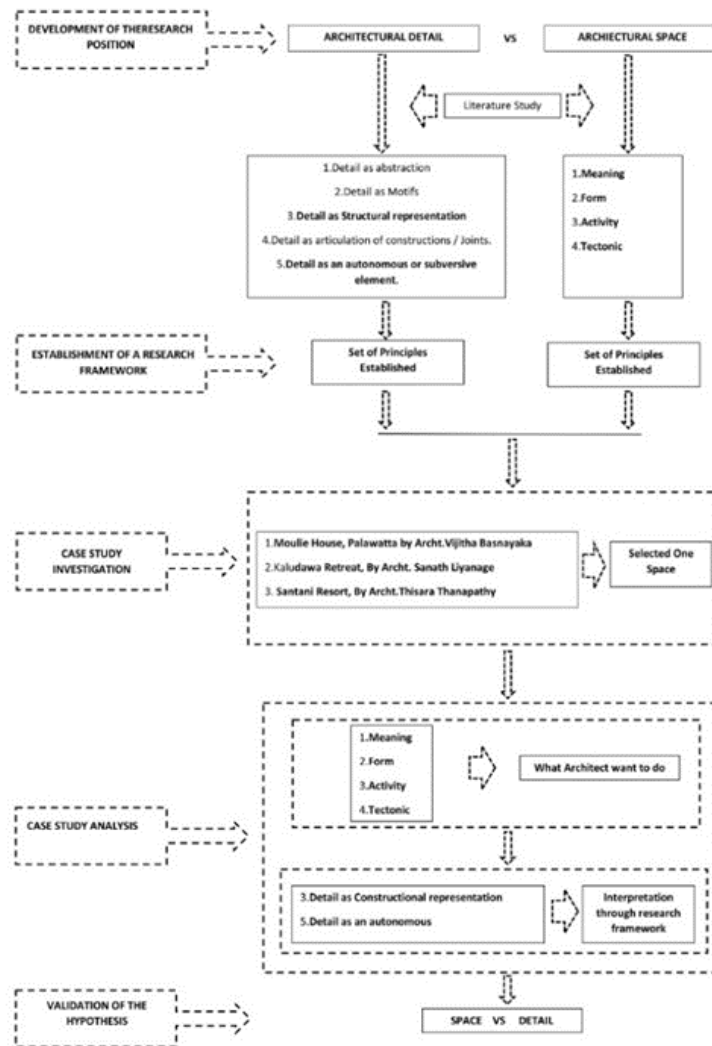 DEVELOPMENT OF THERESEARCH
POSITION
ARCHITECTURAL DETAIL
VS
ARCHIECTURAL SPACE
Literature Study
1.Detail as abstraction
2.Detail as Motifs
3.Detail as Structural representation
4.Detail as articulation of constructions / Joints.
5.Detail as an autonomous or subversive
element.
1.Meaning
2.Form
3.Activity
4.Tectonic
ESTABLISHMENT OF A RESEARCH
FRAMEWORK
Set of Principles
Established
Set of Principles
Established
CASE STUDY
INVESTIGATION
1.Moulie House, Palawatta by Archt.Vijitha Basnayaka
2.Kaludawa Retreat, By Archt. Sanath Liyanage
3. Santani Resort, By Archt.Thisara Thanapathy
Selected One
Space
1.Meaning
2.Form
3.Activity
4.Tectonic
What Architect want to do
CASE STUDY ANALYSIS
3.Detail as Constructional representation
5.Detail as an autonomous
Interpretation
through research
framework
VALIDATION OF THE
HYPOTHESIS
SPACE VS DETAIL